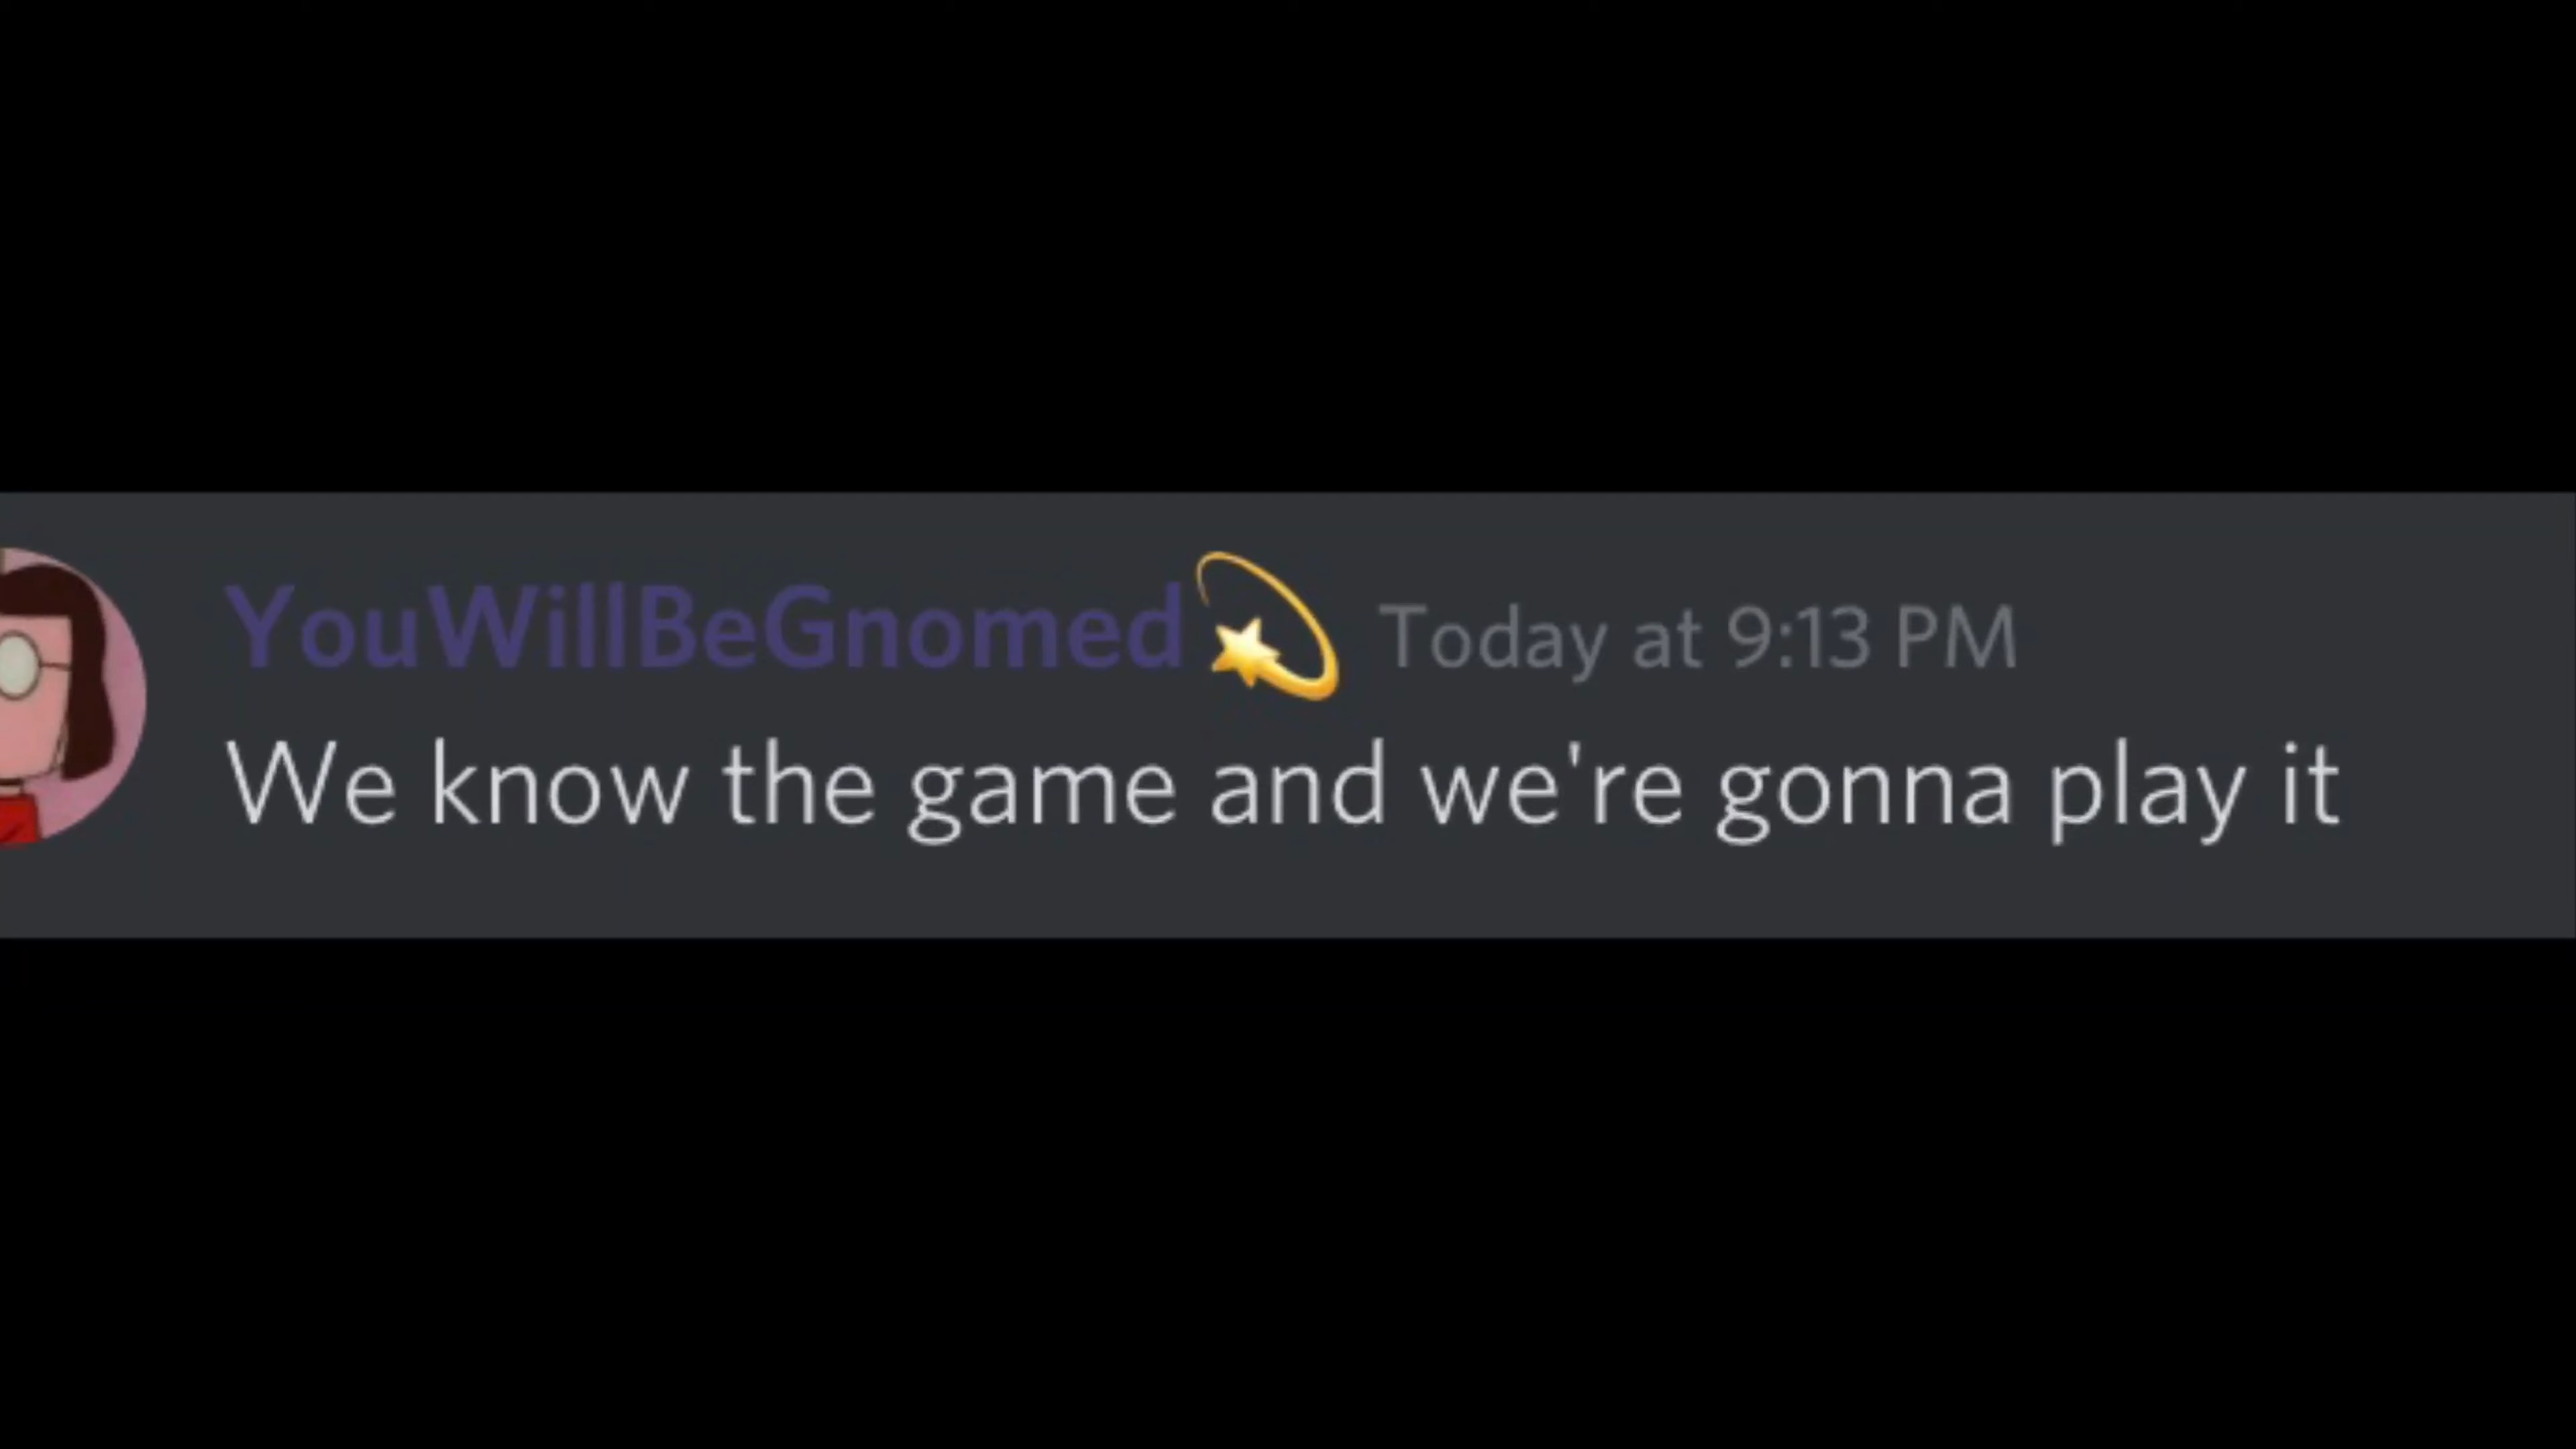 YouWillBeGnomed💫 Today at 9:13 PM
We know the game and we're gonna play it